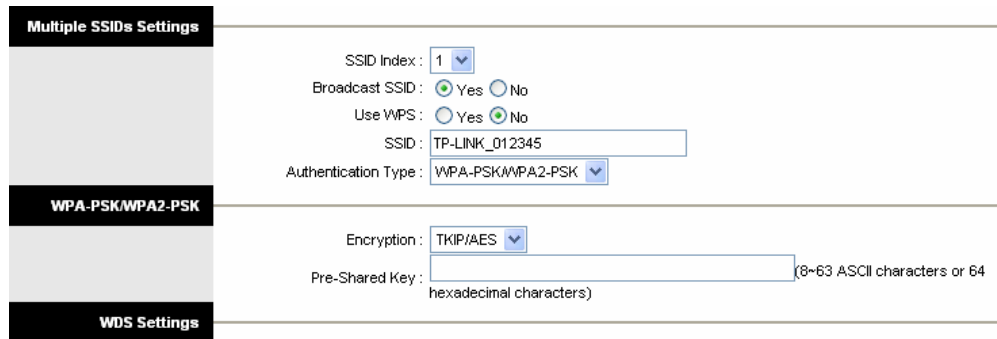 Multiple SSIDs Settings
SSID Index : 1
Broadcast SSID : Yes No
Use WPS : Yes No
SSID : TP-LINK_012345
Authentication Type : WPA-PSK/WPA2-PSK
WPA-PSK/WPA2-PSK
Encryption : TKIP/AES
Pre-Shared Key : (8~63 ASCII characters or 64
hexadecimal characters)
WDS Settings